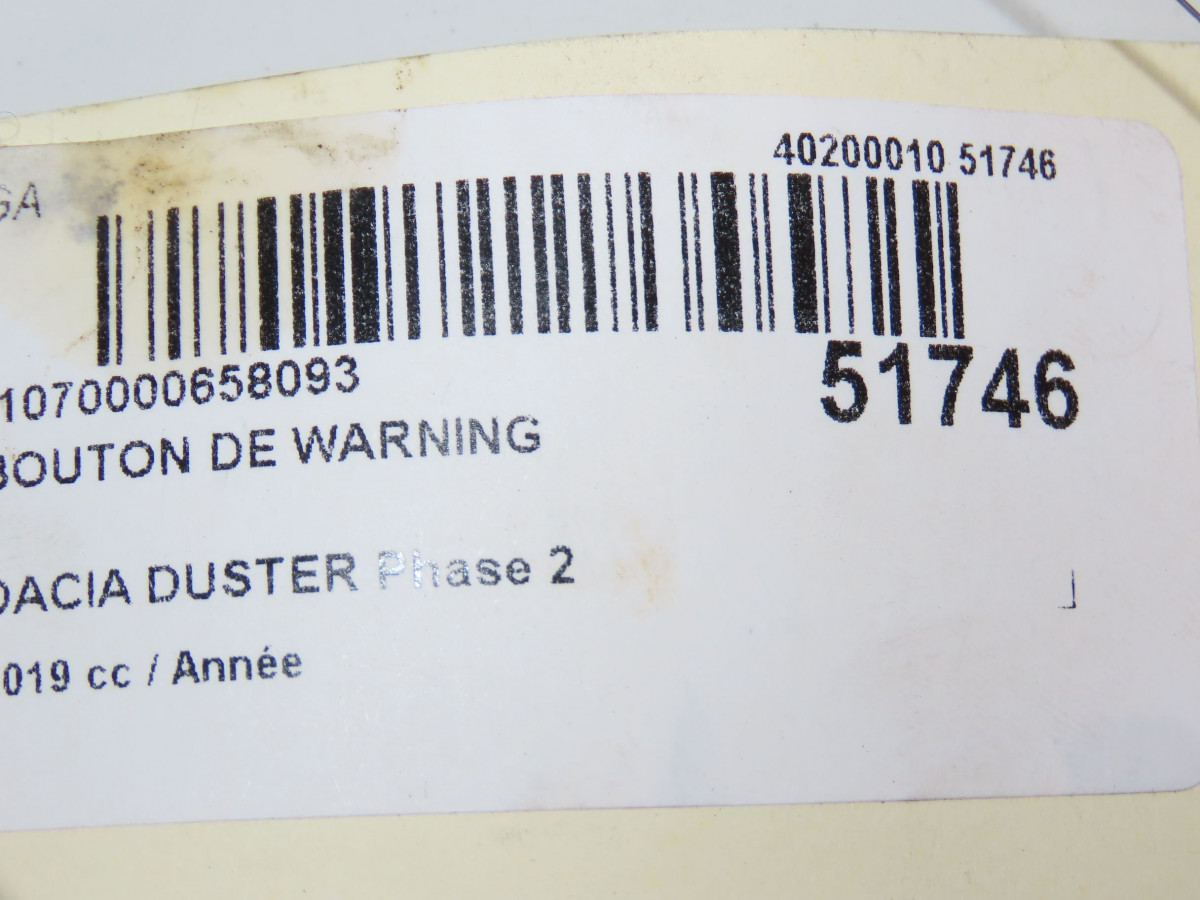 40200010 51746
GA
1070000658093
51746
BOUTON DE WARNING
DACIA DUSTER Phase 2
019 cc / Année